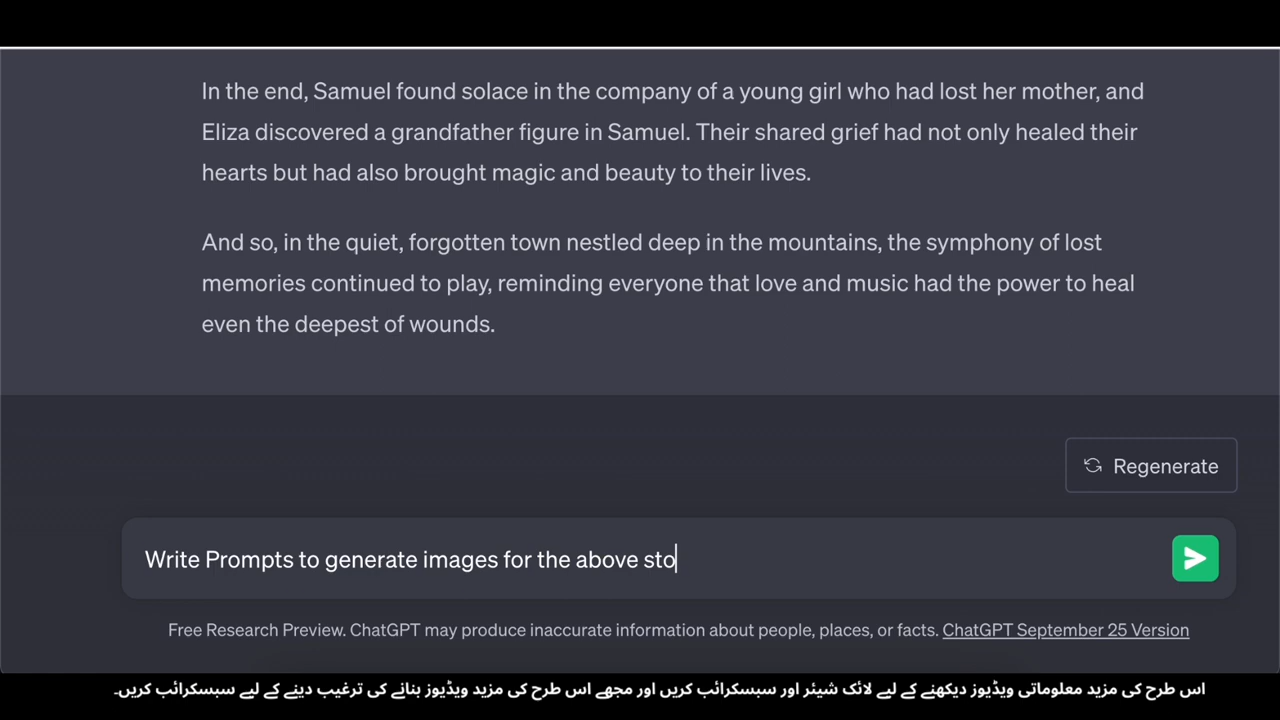 In the end, Samuel found solace in the company of a young girl who had lost her mother, and
Eliza discovered a grandfather figure in Samuel. Their shared grief had not only healed their
hearts but had also brought magic and beauty to their lives.
And so, in the quiet, forgotten town nestled deep in the mountains, the symphony of lost
memories continued to play, reminding everyone that love and music had the power to heal
even the deepest of wounds.
Regenerate
Write Prompts to generate images for the above sto
Free Research Preview. ChatGPT may produce inaccurate information about people, places, or facts. ChatGPT September 25 Version
اس طرح کی مزید معلوماتی ویڈیوز دیکھنے کے لیے لائک شیئر اور سبسکرائب کریں اور مجھے اس طرح کی مزید ویڈیوز بنانے کی ترغیب دینے کے لیے سبسکرائب کریں۔